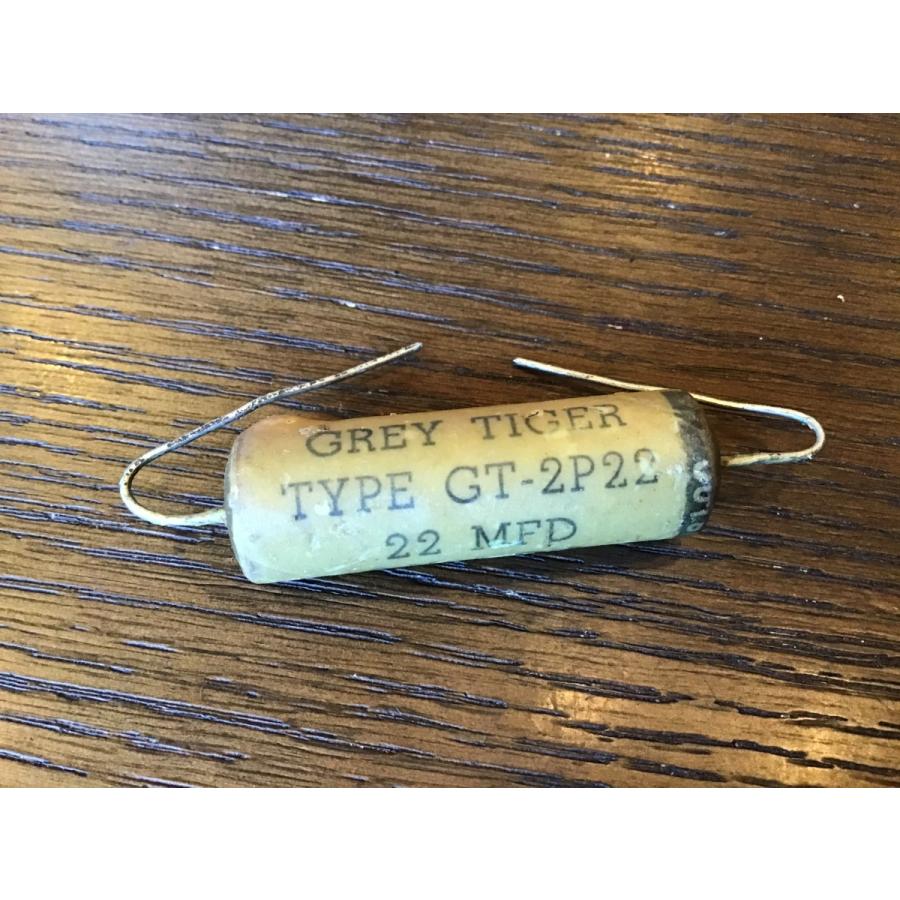 GREY TIGER
TYPE GT-2P22
22 MFD